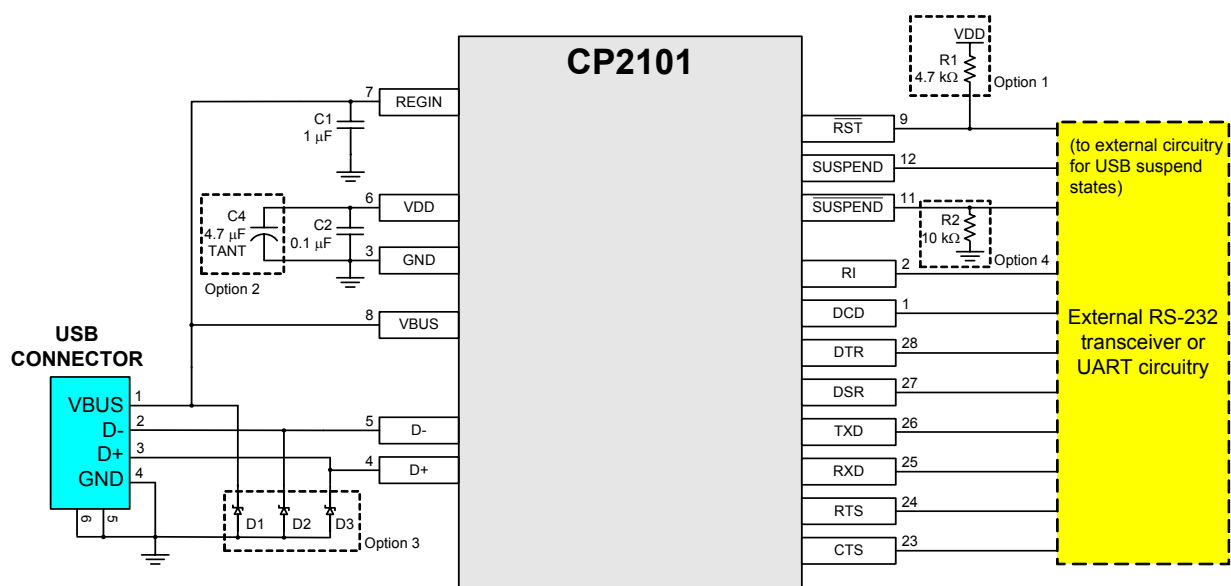 CP2101
VDD
R1
4.7 kΩ
Option 1
7
REGIN
C1
1 μF
9
RST
(to external circuitry
for USB suspend
states)
12
SUSPEND
6
VDD
C4
4.7 μF
TANT
C2
0.1 μF
11
SUSPEND
R2
10 kΩ
Option 4
3
GND
Option 2
2
RI
8
VBUS
1
DCD
External RS-232
transceiver or
UART circuitry
USB
CONNECTOR
28
DTR
27
DSR
VBUS
1
D-
2
D+
3
GND
4
6
5
5
D-
4
D+
26
TXD
25
RXD
24
RTS
23
CTS
D1
D2
D3
Option 3